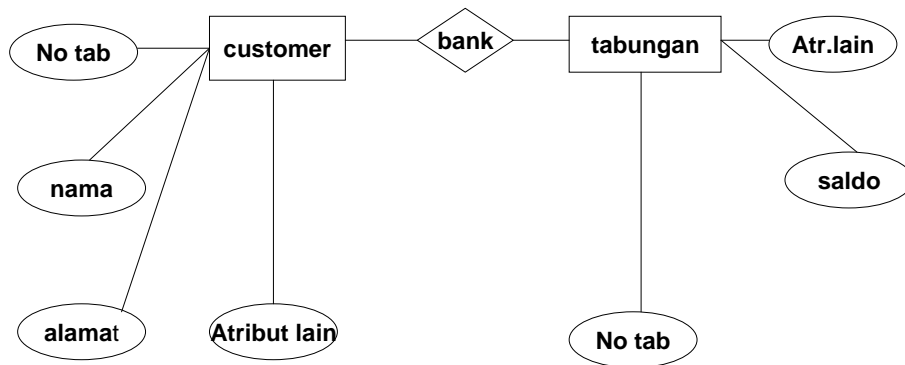 No tab
customer
bank
tabungan
Atr.lain
nama
saldo
alamat
Atribut lain
No tab